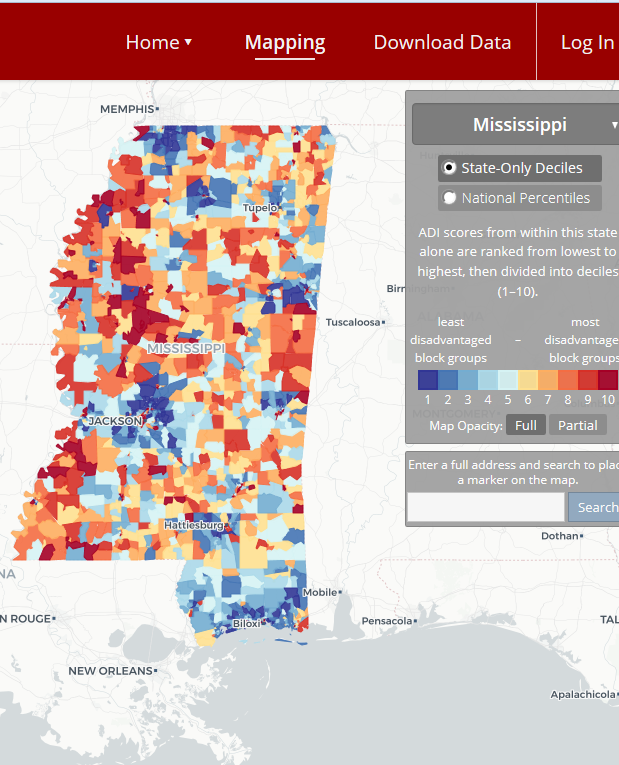 Home ▾ Mapping Download Data Log In
MEMPHIS
Mississippi
State-Only Deciles
National Percentiles
Tupelo
ADI scores from within this state
alone are ranked from lowest to
highest, then divided into deciles
(1–10).
Tuscaloosa
least
disadvantaged
block groups
–
most
disadvantage
block groups
MISSISSIPPI
1 2 3 4 5 6 7 8 9 10
MONTGOMERY
JACKSON
Map Opacity: Full Partial
Enter a full address and search to plac
a marker on the map.
Search
Hattiesburg
Dothan
NA
Mobile
N ROUGE
Biloxi
Pensacola
TAL
NEW ORLEANS
Apalachicola